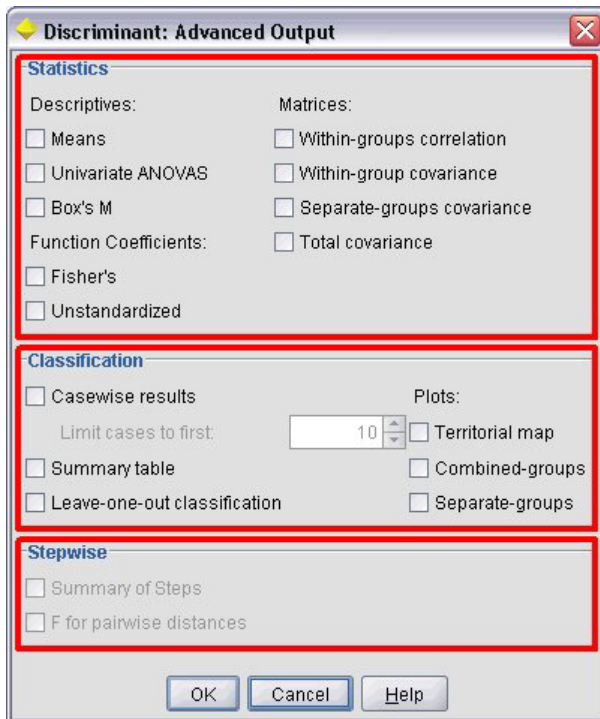 Discriminant: Advanced Output
Statistics
Descriptives:
Means
Univariate ANOVAS
Box's M
Function Coefficients:
Fisher's
Unstandardized
Matrices:
Within-groups correlation
Within-group covariance
Separate-groups covariance
Total covariance
Classification
Casewise results
Limit cases to first: 10
Summary table
Leave-one-out classification
Plots:
Territorial map
Combined-groups
Separate-groups
Stepwise
Summary of Steps
F for pairwise distances
OK Cancel Help